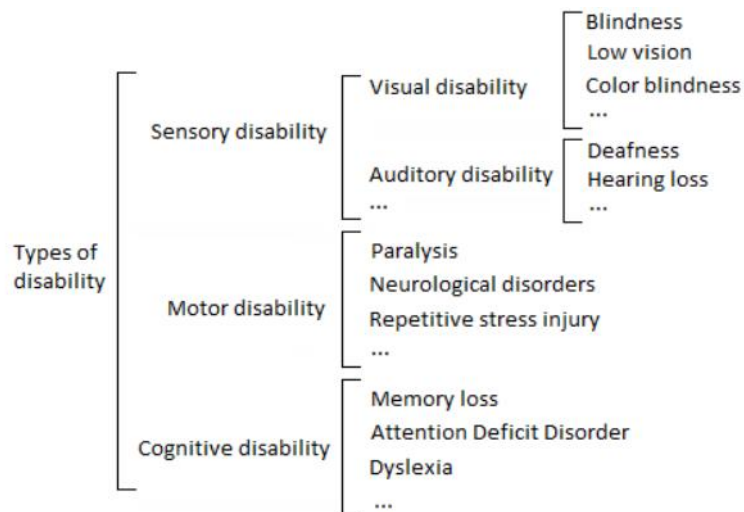 Types of
disability
Sensory disability
Visual disability
Blindness
Low vision
Color blindness
...
Auditory disability
Deafness
Hearing loss
...
...
Motor disability
Paralysis
Neurological disorders
Repetitive stress injury
...
Cognitive disability
Memory loss
Attention Deficit Disorder
Dyslexia
...